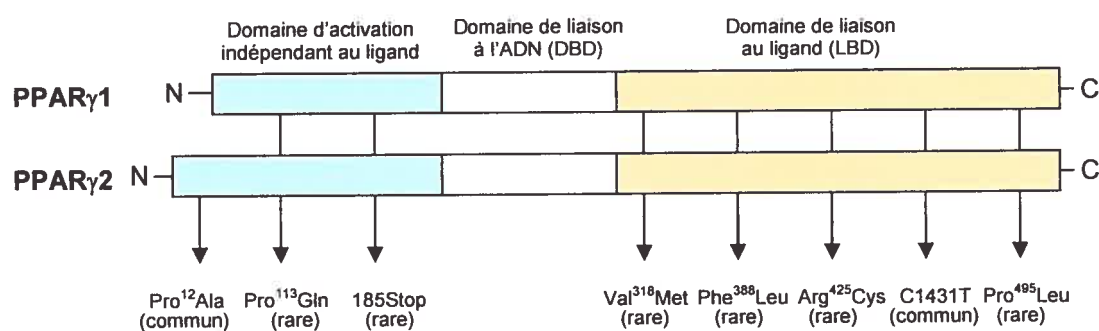 Domaine d'activation
indépendant au ligand
Domaine de liaison
à l'ADN (DBD)
Domaine de liaison
au ligand (LBD)
PPARγ1 N C
PPARγ2 N C
Pro¹²Ala
(commun)
Pro¹¹³Gln
(rare)
185Stop
(rare)
Val³¹⁸Met
(rare)
Phe³⁸⁸Leu
(rare)
Arg⁴²⁵Cys
(rare)
C1431T
(commun)
Pro⁴⁹⁵Leu
(rare)